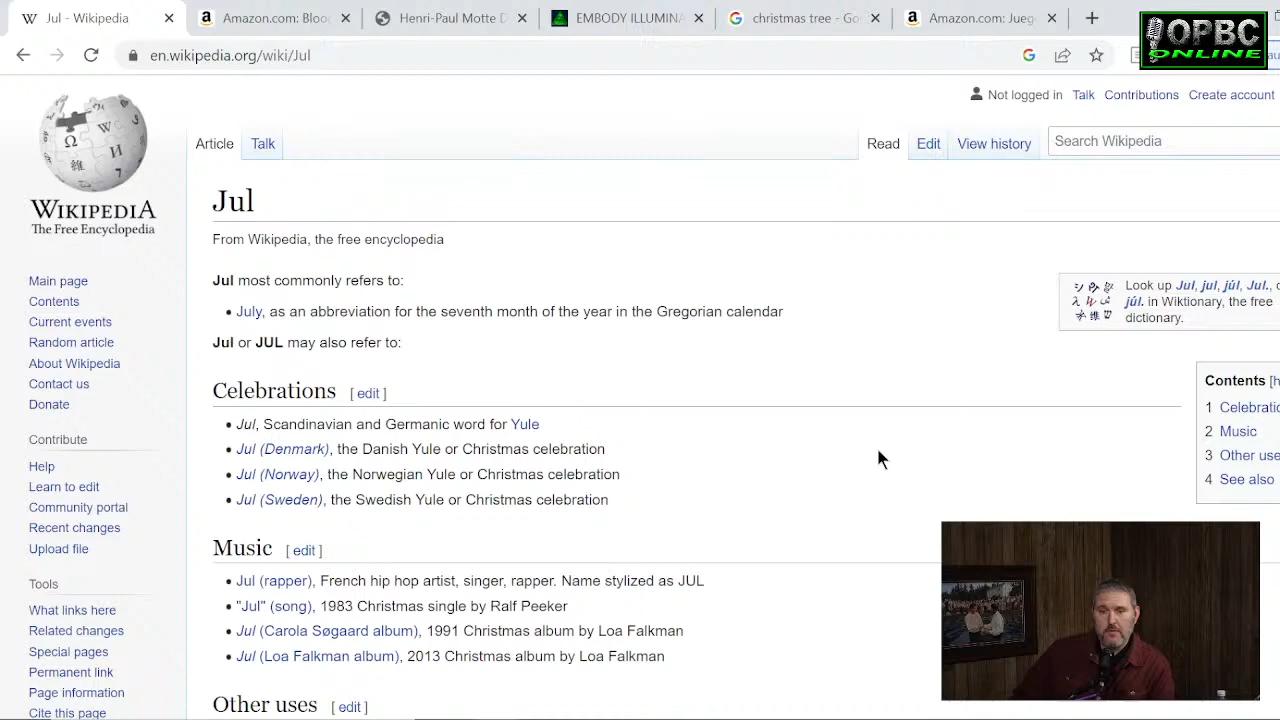 Jul - Wikipedia
Amazon.com: Bloo
Henri-Paul Motte
EMBODY ILLUMINA
christmas tree - Go
Amazon.com: Jueg
OPBC
ONLINE
en.wikipedia.org/wiki/Jul
Not logged in Talk Contributions Create account
Article Talk
Read Edit View history
Search Wikipedia
WIKIPEDIA
The Free Encyclopedia
Main page
Contents
Current events
Random article
About Wikipedia
Contact us
Donate
Contribute
Help
Learn to edit
Community portal
Recent changes
Upload file
Tools
What links here
Related changes
Special pages
Permanent link
Page information
Cite this page
Jul
From Wikipedia, the free encyclopedia
Jul most commonly refers to:
• July, as an abbreviation for the seventh month of the year in the Gregorian calendar
Jul or JUL may also refer to:
Celebrations [ edit ]
• Jul, Scandinavian and Germanic word for Yule
• Jul (Denmark), the Danish Yule or Christmas celebration
• Jul (Norway), the Norwegian Yule or Christmas celebration
• Jul (Sweden), the Swedish Yule or Christmas celebration
Music [ edit ]
• Jul (rapper), French hip hop artist, singer, rapper. Name stylized as JUL
• "Jul" (song), 1983 Christmas single by Ralf Peeker
• Jul (Carola Søgaard album), 1991 Christmas album by Loa Falkman
• Jul (Loa Falkman album), 2013 Christmas album by Loa Falkman
Other uses [ edit ]
Look up Jul, jul, júl, Jul.,
júl. in Wiktionary, the free
dictionary.
Contents [h
1 Celebratio
2 Music
3 Other use
4 See also